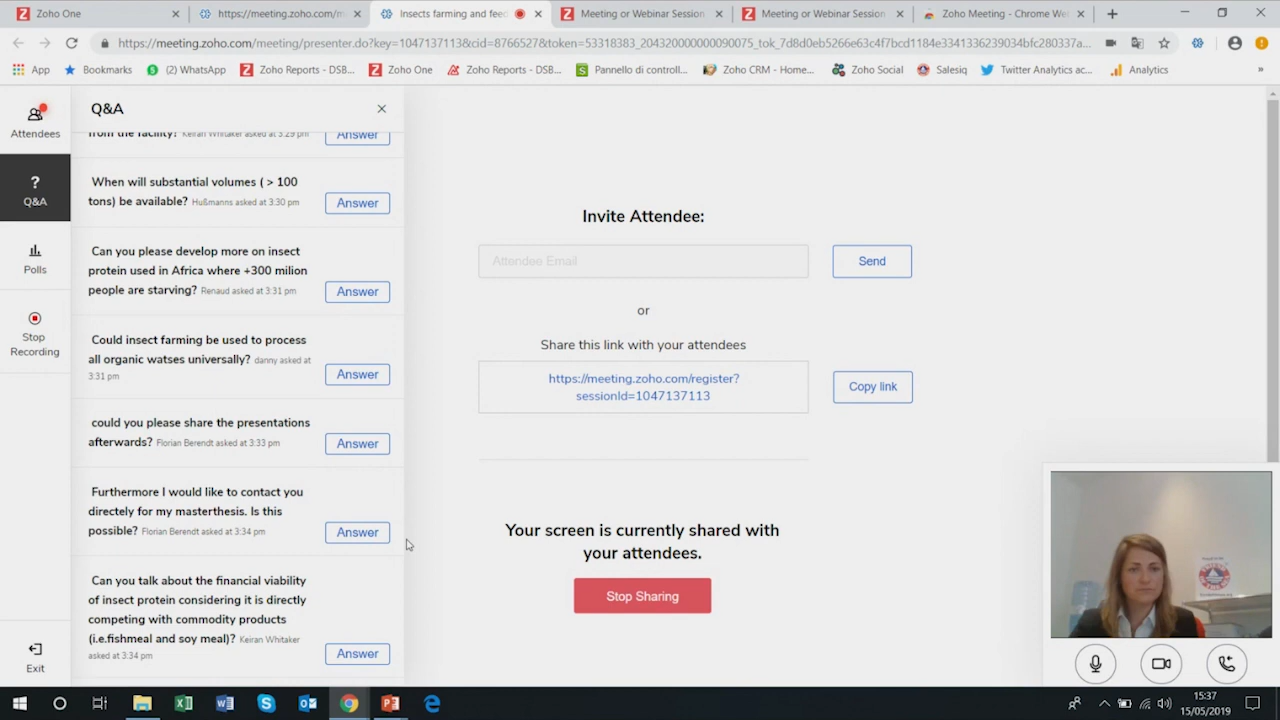 Zoho One
https://meeting.zoho.com/m
Insects farming and feed
Meeting or Webinar Session
Meeting or Webinar Session
Zoho Meeting - Chrome We
https://meeting.zoho.com/meeting/presenter.do?key=1047137113&cid=8766527&token=53318383_204320000000090075_tok_7d8d0eb5266e63c4f7bcd1184e3341336239034bfc280337a...
App
Bookmarks
(2) WhatsApp
Zoho Reports - DSB...
Zoho One
Zoho Reports - DSB...
Pannello di controll...
Zoho CRM - Home...
Zoho Social
Salesiq
Twitter Analytics ac...
Analytics
»
Attendees
?
Q&A
Polls
Stop
Recording
Exit
Q&A
from the facility? Keiran Whitaker asked at 3:29 pm
Answer
When will substantial volumes ( > 100
tons) be available? Hußmanns asked at 3:30 pm
Answer
Can you please develop more on insect
protein used in Africa where +300 milion
people are starving? Renaud asked at 3:31 pm
Answer
Could insect farming be used to process
all organic watses universally? danny asked at
3:31 pm
Answer
could you please share the presentations
afterwards? Florian Berendt asked at 3:33 pm
Answer
Furthermore I would like to contact you
directely for my masterthesis. Is this
possible? Florian Berendt asked at 3:34 pm
Answer
Can you talk about the financial viability
of insect protein considering it is directly
competing with commodity products
(i.e.fishmeal and soy meal)? Keiran Whitaker
asked at 3:34 pm
Answer
Invite Attendee:
Attendee Email
Send
or
Share this link with your attendees
https://meeting.zoho.com/register?
sessionId=1047137113
Copy link
Your screen is currently shared with
your attendees.
Stop Sharing
15:37
15/05/2019